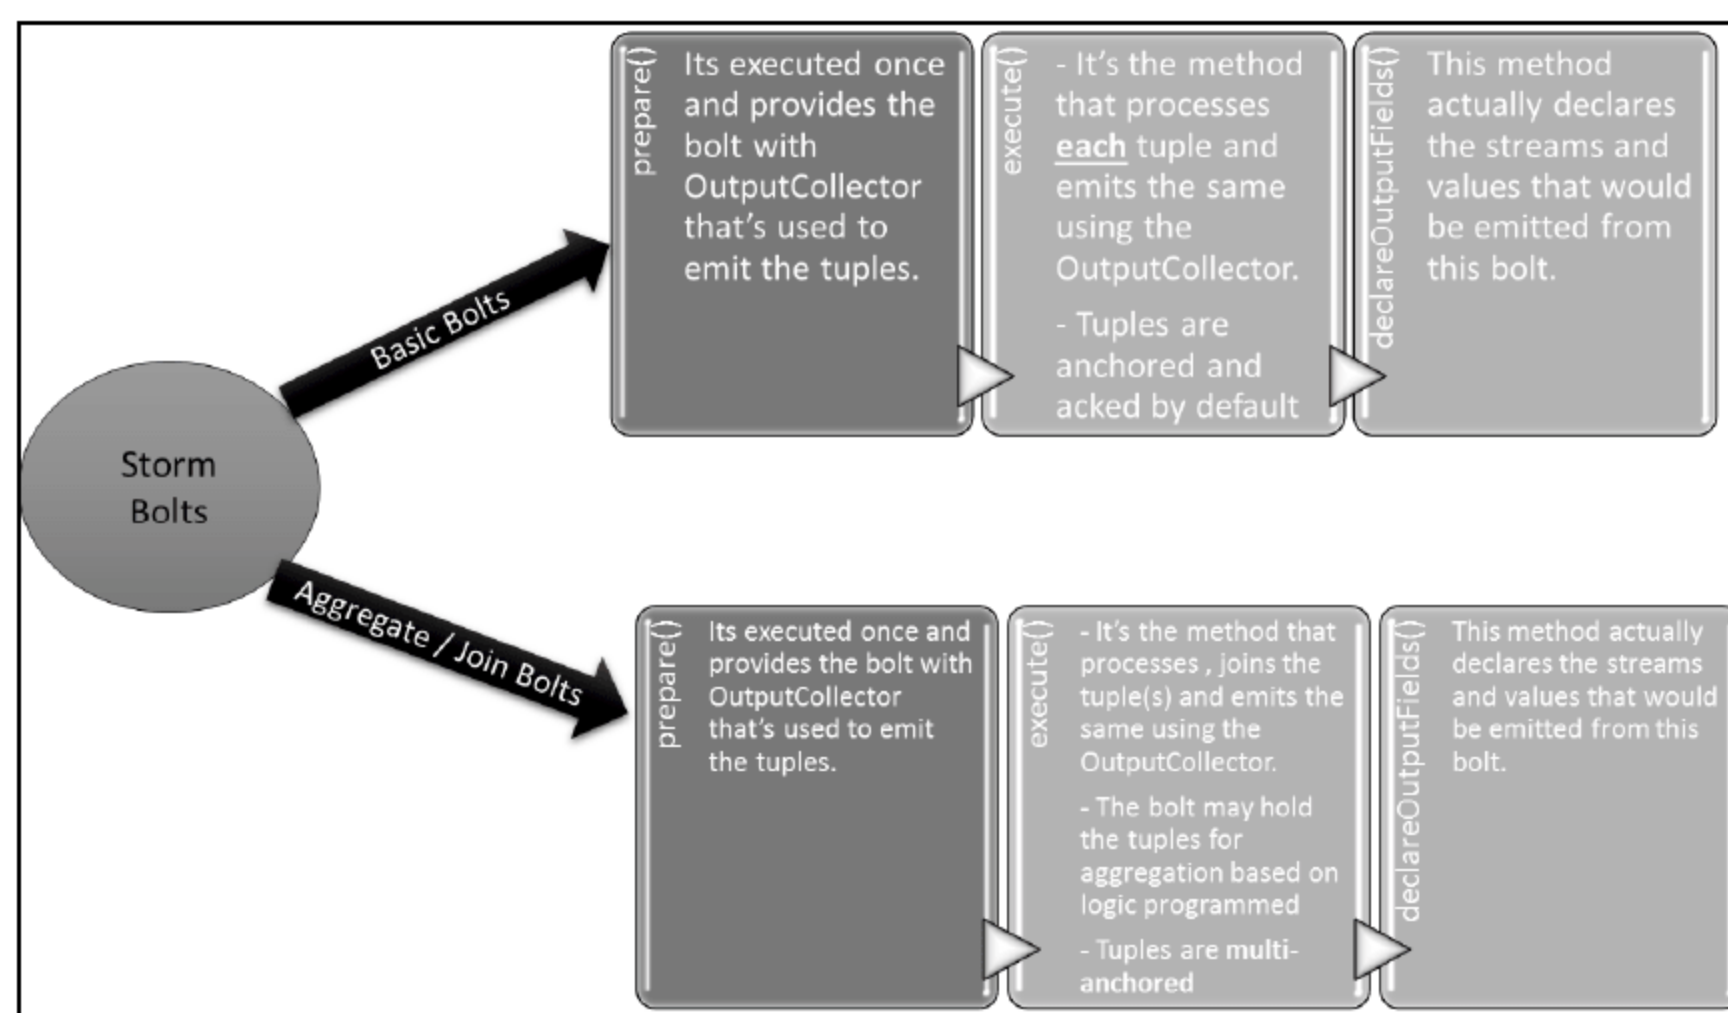 Storm
Bolts
Basic Bolts
prepare()
Its executed once
and provides the
bolt with
OutputCollector
that's used to
emit the tuples.
execute()
- It's the method
that processes
each tuple and
emits the same
using the
OutputCollector.
- Tuples are
anchored and
acked by default
declareOutputFields()
This method
actually declares
the streams and
values that would
be emitted from
this bolt.
Aggregate / Join Bolts
prepare()
Its executed once and
provides the bolt with
OutputCollector
that's used to emit
the tuples.
execute()
- It's the method that
processes , joins the
tuple(s) and emits the
same using the
OutputCollector.
- The bolt may hold
the tuples for
aggregation based on
logic programmed
- Tuples are multi-
anchored
declareOutputFields()
This method actually
declares the streams
and values that would
be emitted from this
bolt.